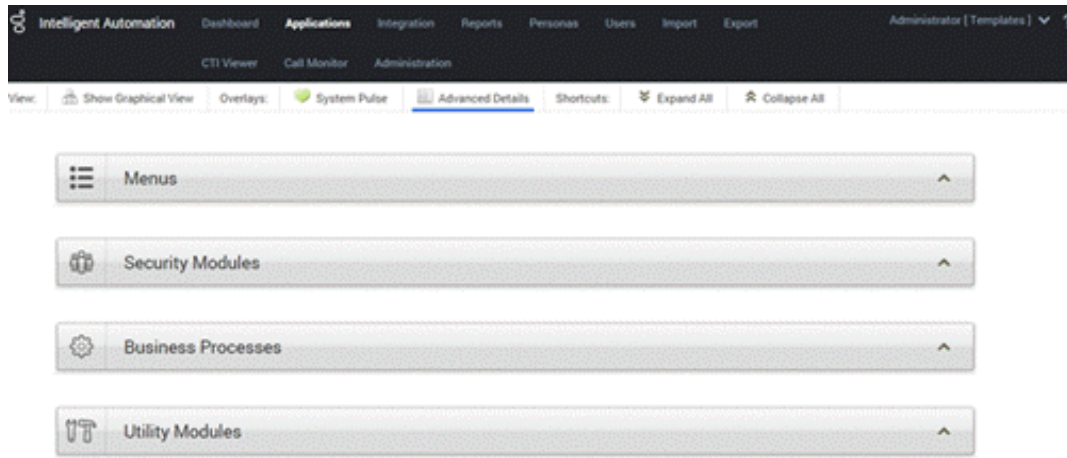 Intelligent Automation Dashboard Applications Integration Reports Personas Users Import Export Administrator [ Templates ]
CTI Viewer Call Monitor Administration
View: Show Graphical View Overlays: System Pulse Advanced Details Shortcuts: Expand All Collapse All
Menus
Security Modules
Business Processes
Utility Modules